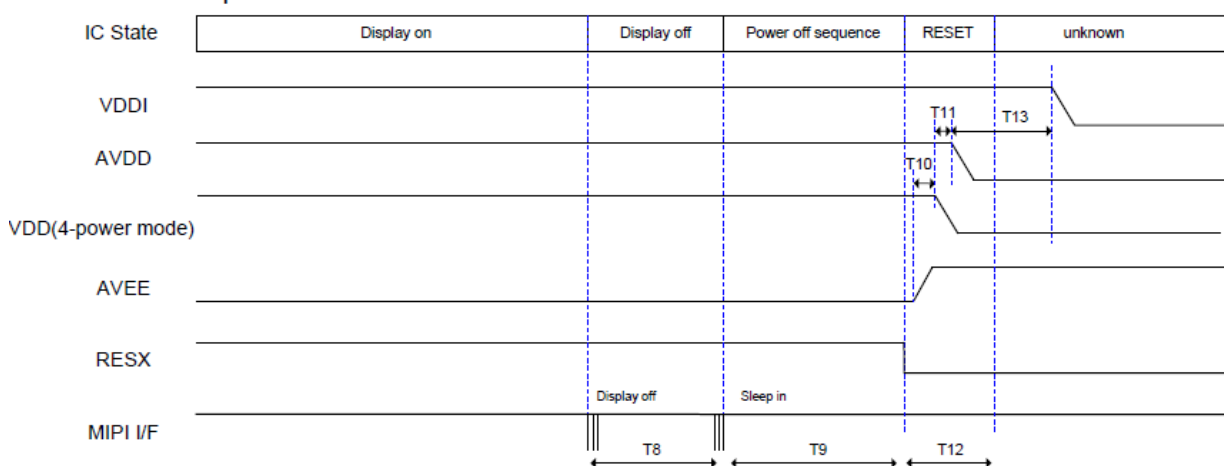 IC State Display on Display off Power off sequence RESET unknown
VDDI
T11 T13
AVDD
T10
VDD(4-power mode)
AVEE
RESX
Display off Sleep in
MIPI I/F
T8 T9 T12